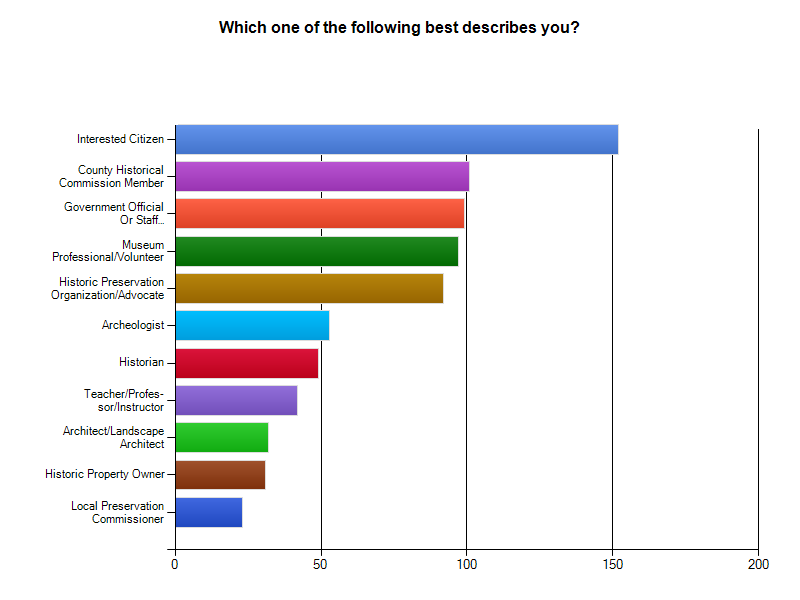 Which one of the following best describes you?
Interested Citizen
County Historical
Commission Member
Government Official
Or Staff...
Museum
Professional/Volunteer
Historic Preservation
Organization/Advocate
Archeologist
Historian
Teacher/Profes-
sor/Instructor
Architect/Landscape
Architect
Historic Property Owner
Local Preservation
Commissioner
0 50 100 150 200